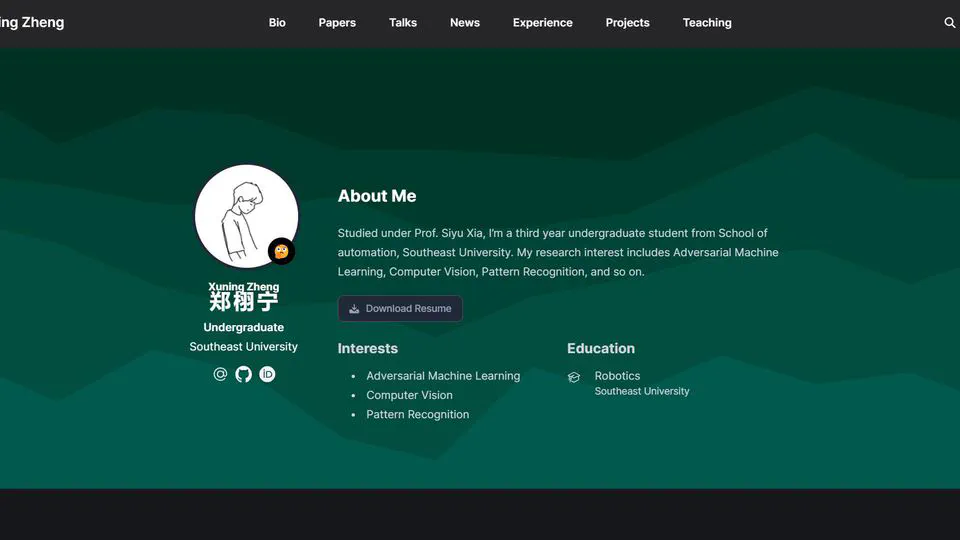 ing Zheng
Bio Papers Talks News Experience Projects Teaching
Xuning Zheng
郑栩宁
Undergraduate
Southeast University
About Me
Studied under Prof. Siyu Xia, I'm a third year undergraduate student from School of
automation, Southeast University. My research interest includes Adversarial Machine
Learning, Computer Vision, Pattern Recognition, and so on.
Download Resume
Interests
• Adversarial Machine Learning
• Computer Vision
• Pattern Recognition
Education
Robotics
Southeast University